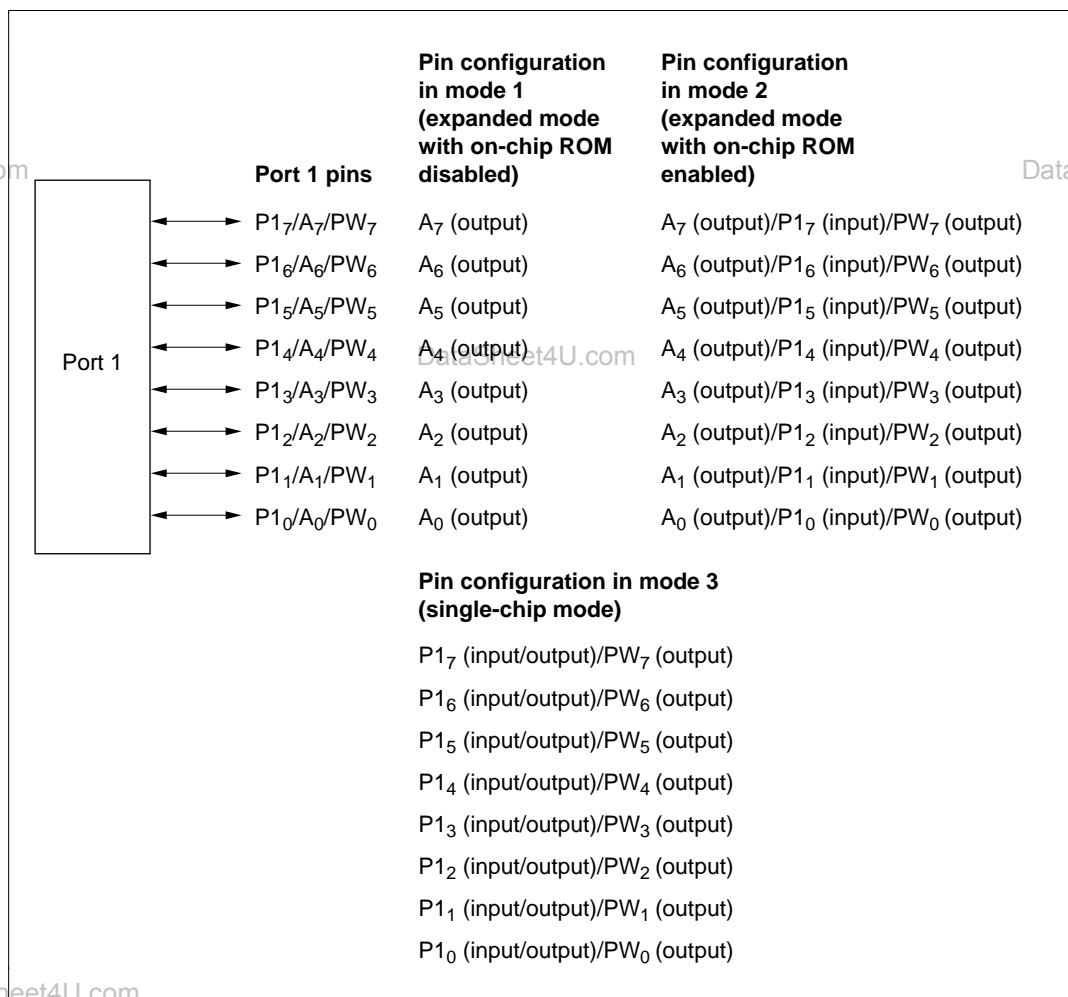 Pin configuration in mode 1 (expanded mode with on-chip ROM disabled)
Pin configuration in mode 2 (expanded mode with on-chip ROM enabled)
Port 1 pins
Port 1
P1₇/A₇/PW₇ A₇ (output) A₇ (output)/P1₇ (input)/PW₇ (output)
P1₆/A₆/PW₆ A₆ (output) A₆ (output)/P1₆ (input)/PW₆ (output)
P1₅/A₅/PW₅ A₅ (output) A₅ (output)/P1₅ (input)/PW₅ (output)
P1₄/A₄/PW₄ A₄ (output) A₄ (output)/P1₄ (input)/PW₄ (output)
DataSheet4U.com
P1₃/A₃/PW₃ A₃ (output) A₃ (output)/P1₃ (input)/PW₃ (output)
P1₂/A₂/PW₂ A₂ (output) A₂ (output)/P1₂ (input)/PW₂ (output)
P1₁/A₁/PW₁ A₁ (output) A₁ (output)/P1₁ (input)/PW₁ (output)
P1₀/A₀/PW₀ A₀ (output) A₀ (output)/P1₀ (input)/PW₀ (output)
Pin configuration in mode 3
(single-chip mode)
P1₇ (input/output)/PW₇ (output)
P1₆ (input/output)/PW₆ (output)
P1₅ (input/output)/PW₅ (output)
P1₄ (input/output)/PW₄ (output)
P1₃ (input/output)/PW₃ (output)
P1₂ (input/output)/PW₂ (output)
P1₁ (input/output)/PW₁ (output)
P1₀ (input/output)/PW₀ (output)